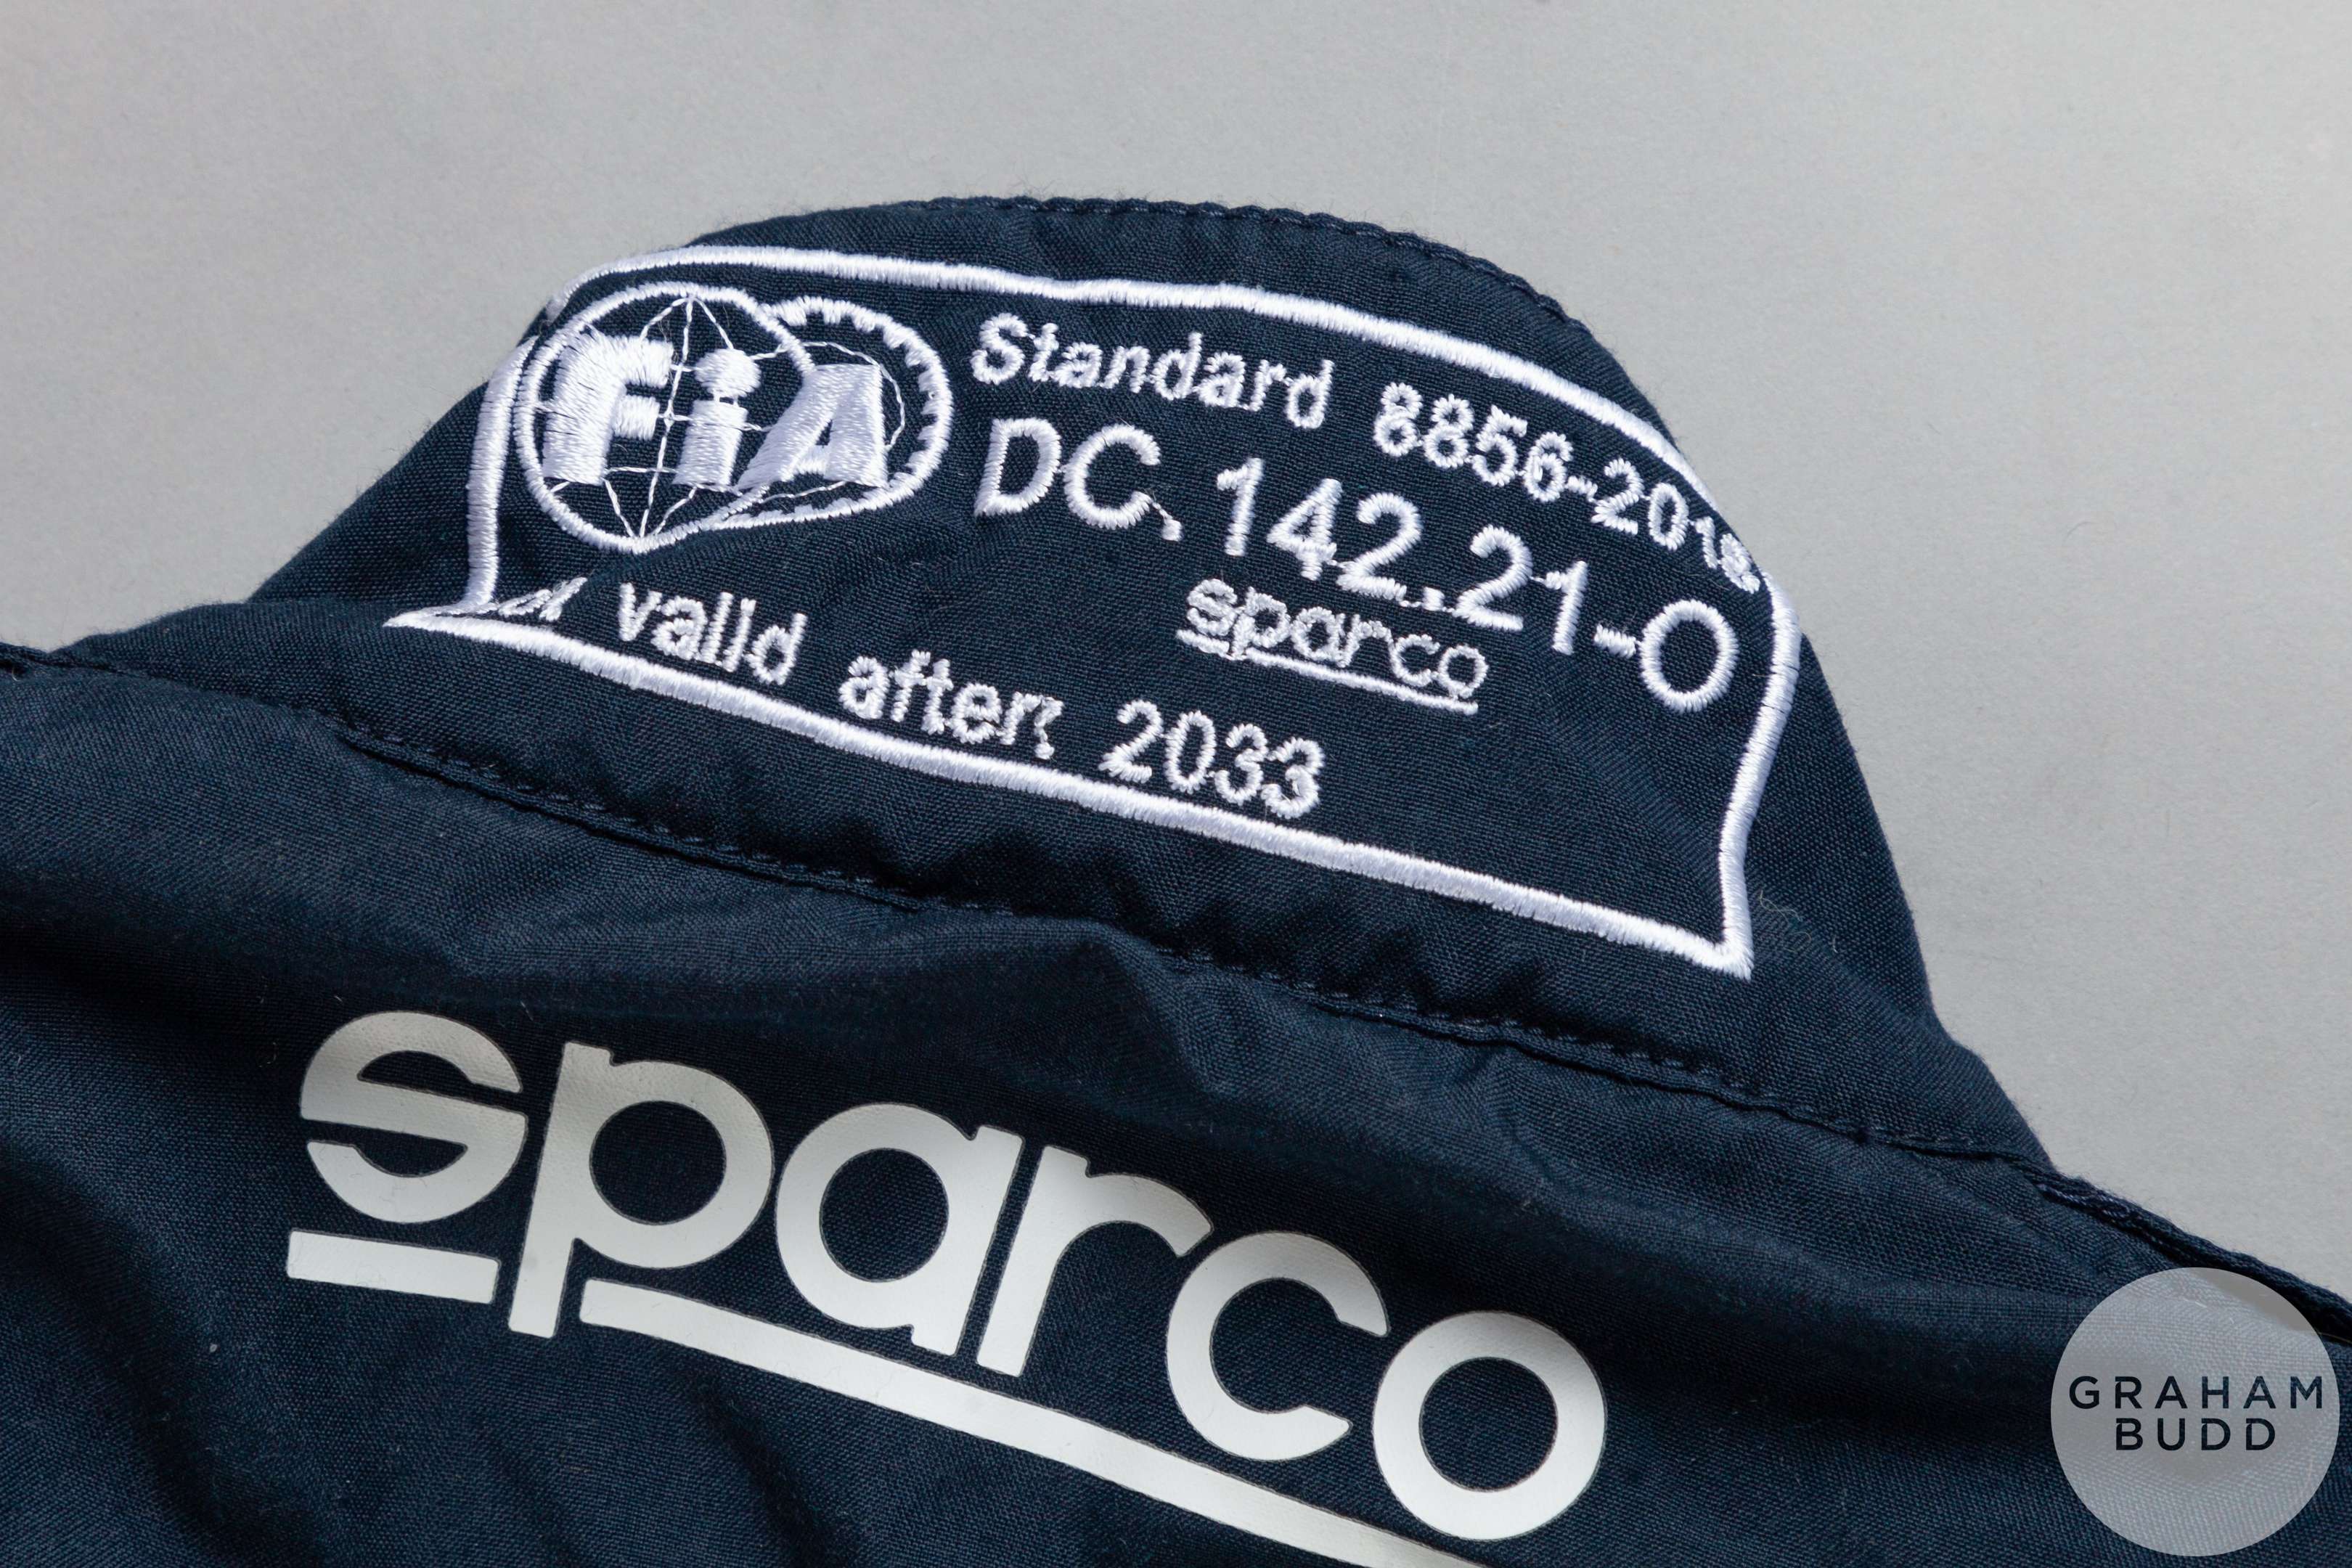 FiA
Standard 8856-2018
DC.142.21-O
sparco
valid after: 2033
sparco
GRAHAM
BUDD